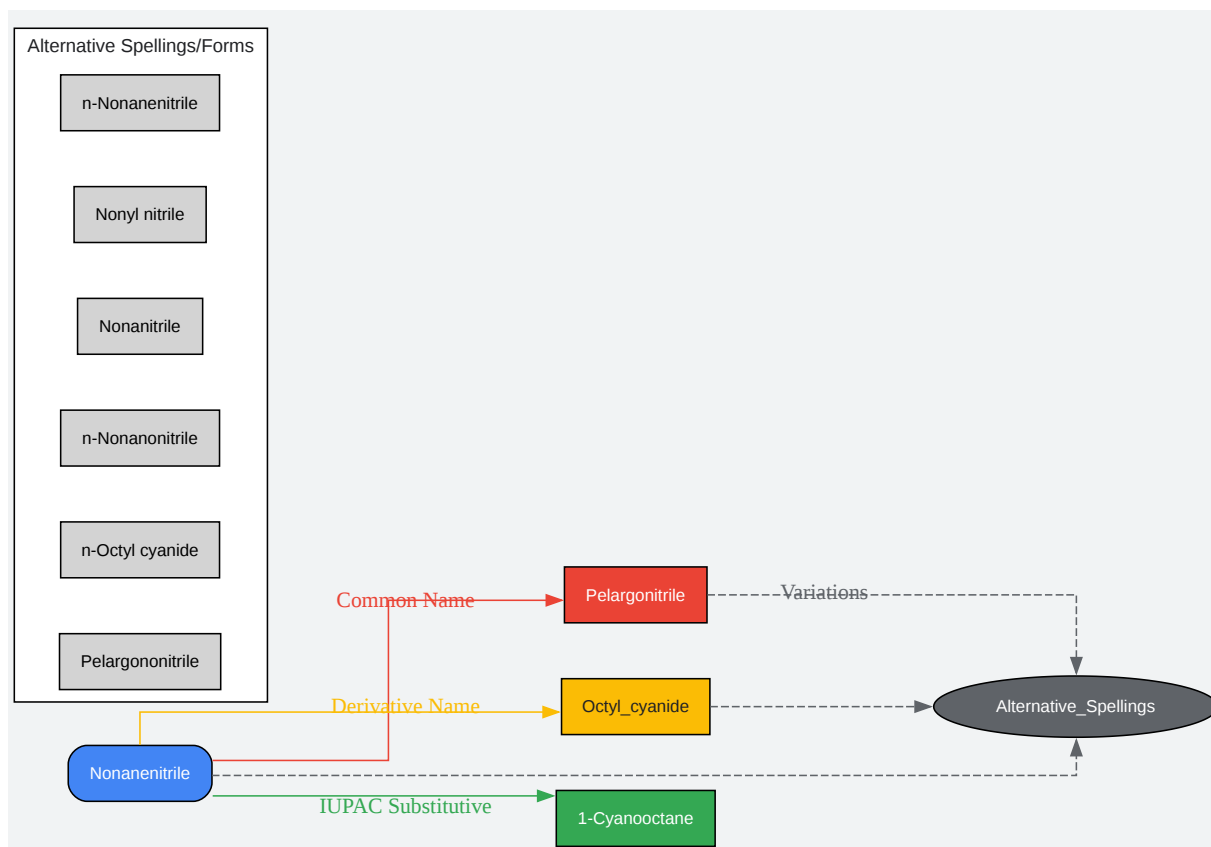 Alternative Spellings/Forms
n-Nonanenitrile
Nonyl nitrile
Nonanitrile
n-Nonanonitrile
n-Octyl cyanide
Pelargononitrile
Common Name
Pelargonitrile
Variations
Derivative Name
Octyl_cyanide
Alternative_Spellings
Nonanenitrile
IUPAC Substitutive
1-Cyanooctane